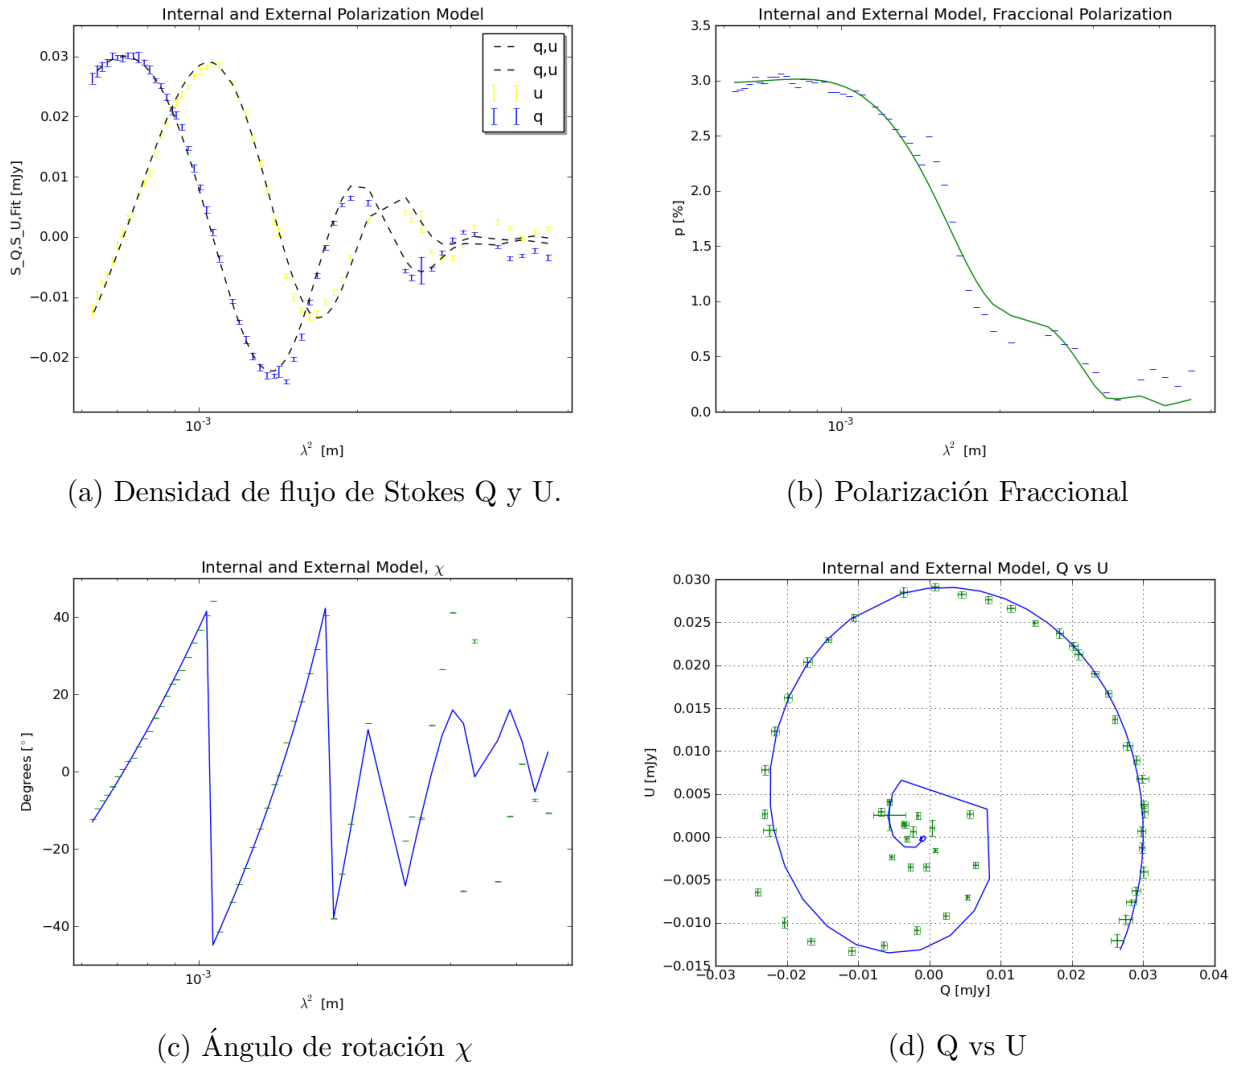 Internal and External Polarization Model
S_Q,S_U,Fit [mJy]
0.03
0.02
0.01
0.00
−0.01
−0.02
q,u
q,u
u
q
10⁻³
λ² [m]
(a) Densidad de flujo de Stokes Q y U.
Internal and External Model, Fraccional Polarization
p [%]
3.5
3.0
2.5
2.0
1.5
1.0
0.5
0.0
10⁻³
λ² [m]
(b) Polarización Fraccional
Internal and External Model, χ
Degrees [°]
40
20
0
−20
−40
10⁻³
λ² [m]
(c) Ángulo de rotación χ
Internal and External Model, Q vs U
U [mJy]
0.030
0.025
0.020
0.015
0.010
0.005
0.000
−0.005
−0.010
−0.015
−0.03 −0.02 −0.01 0.00 0.01 0.02 0.03 0.04
Q [mJy]
(d) Q vs U